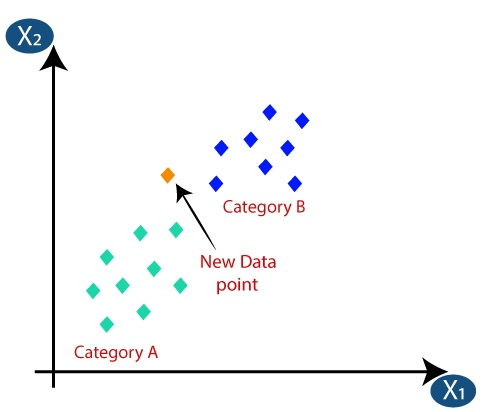 X2
Category B
New Data
point
Category A
X1